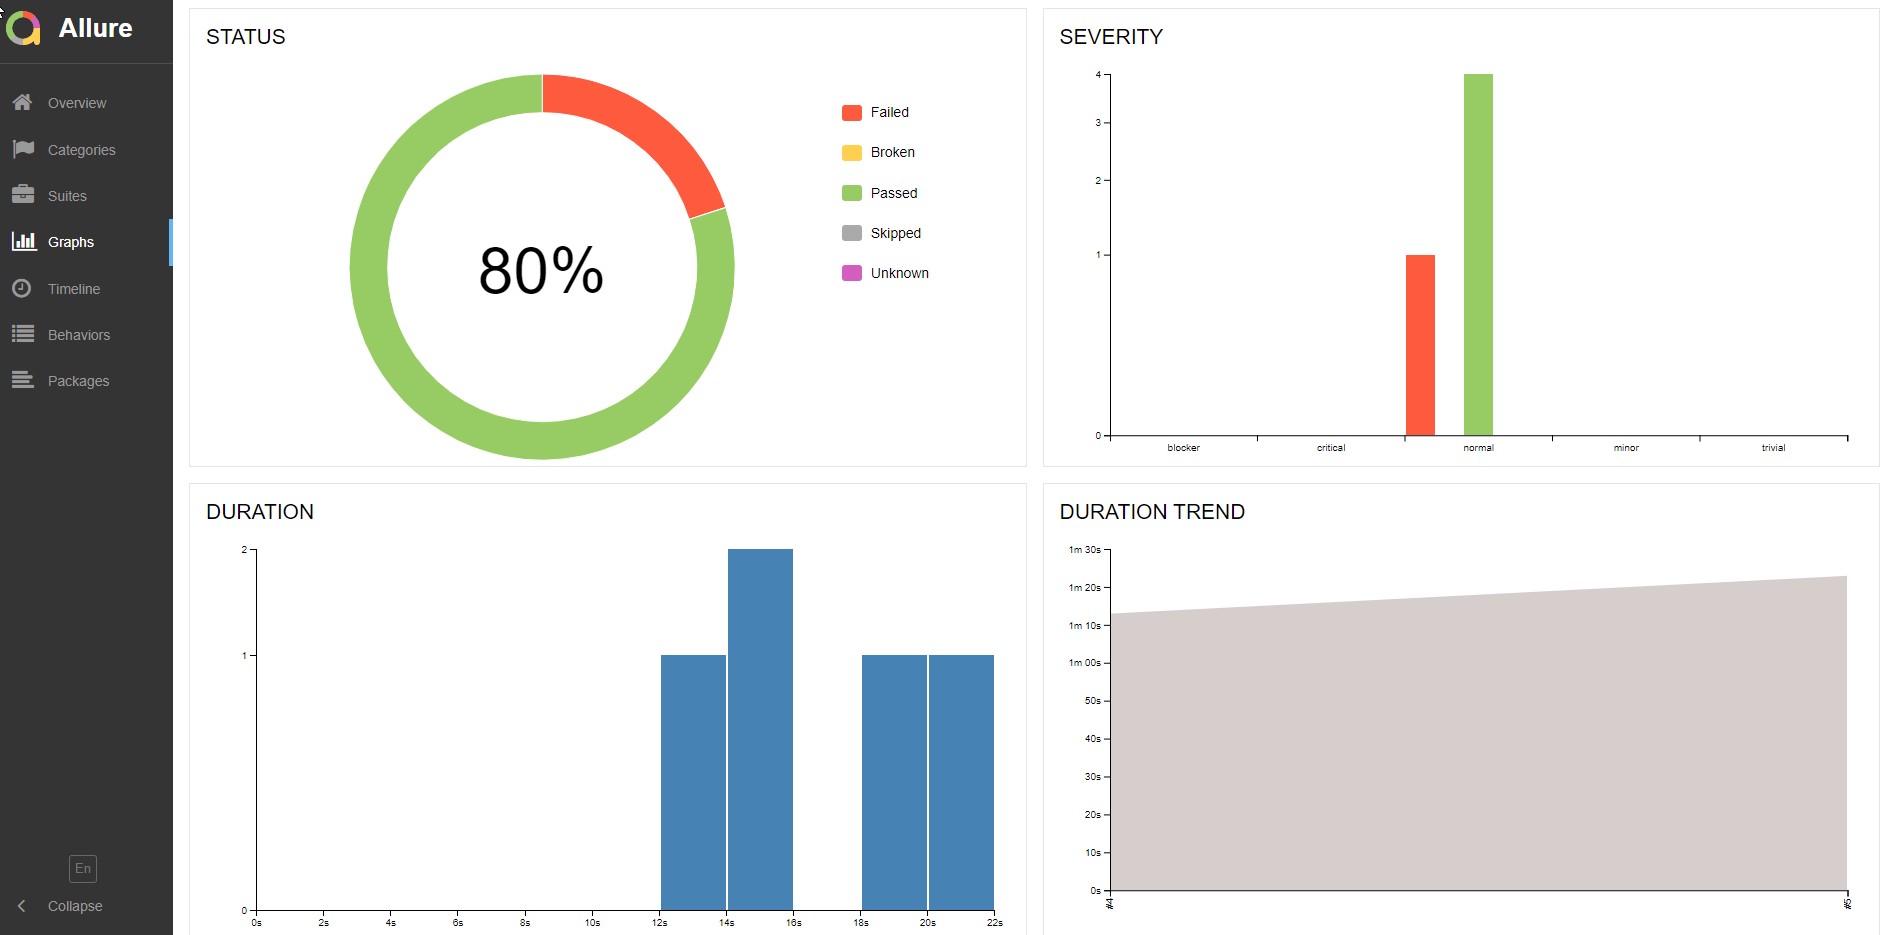 Allure
Overview
Categories
Suites
Graphs
Timeline
Behaviors
Packages
En
Collapse
STATUS
80%
Failed
Broken
Passed
Skipped
Unknown
SEVERITY
4
3
2
1
0
blocker critical normal minor trivial
DURATION
2
1
0
0s 2s 4s 6s 8s 10s 12s 14s 16s 18s 20s 22s
DURATION TREND
1m 30s
1m 20s
1m 10s
1m 00s
50s
40s
30s
20s
10s
0s
#4 #5